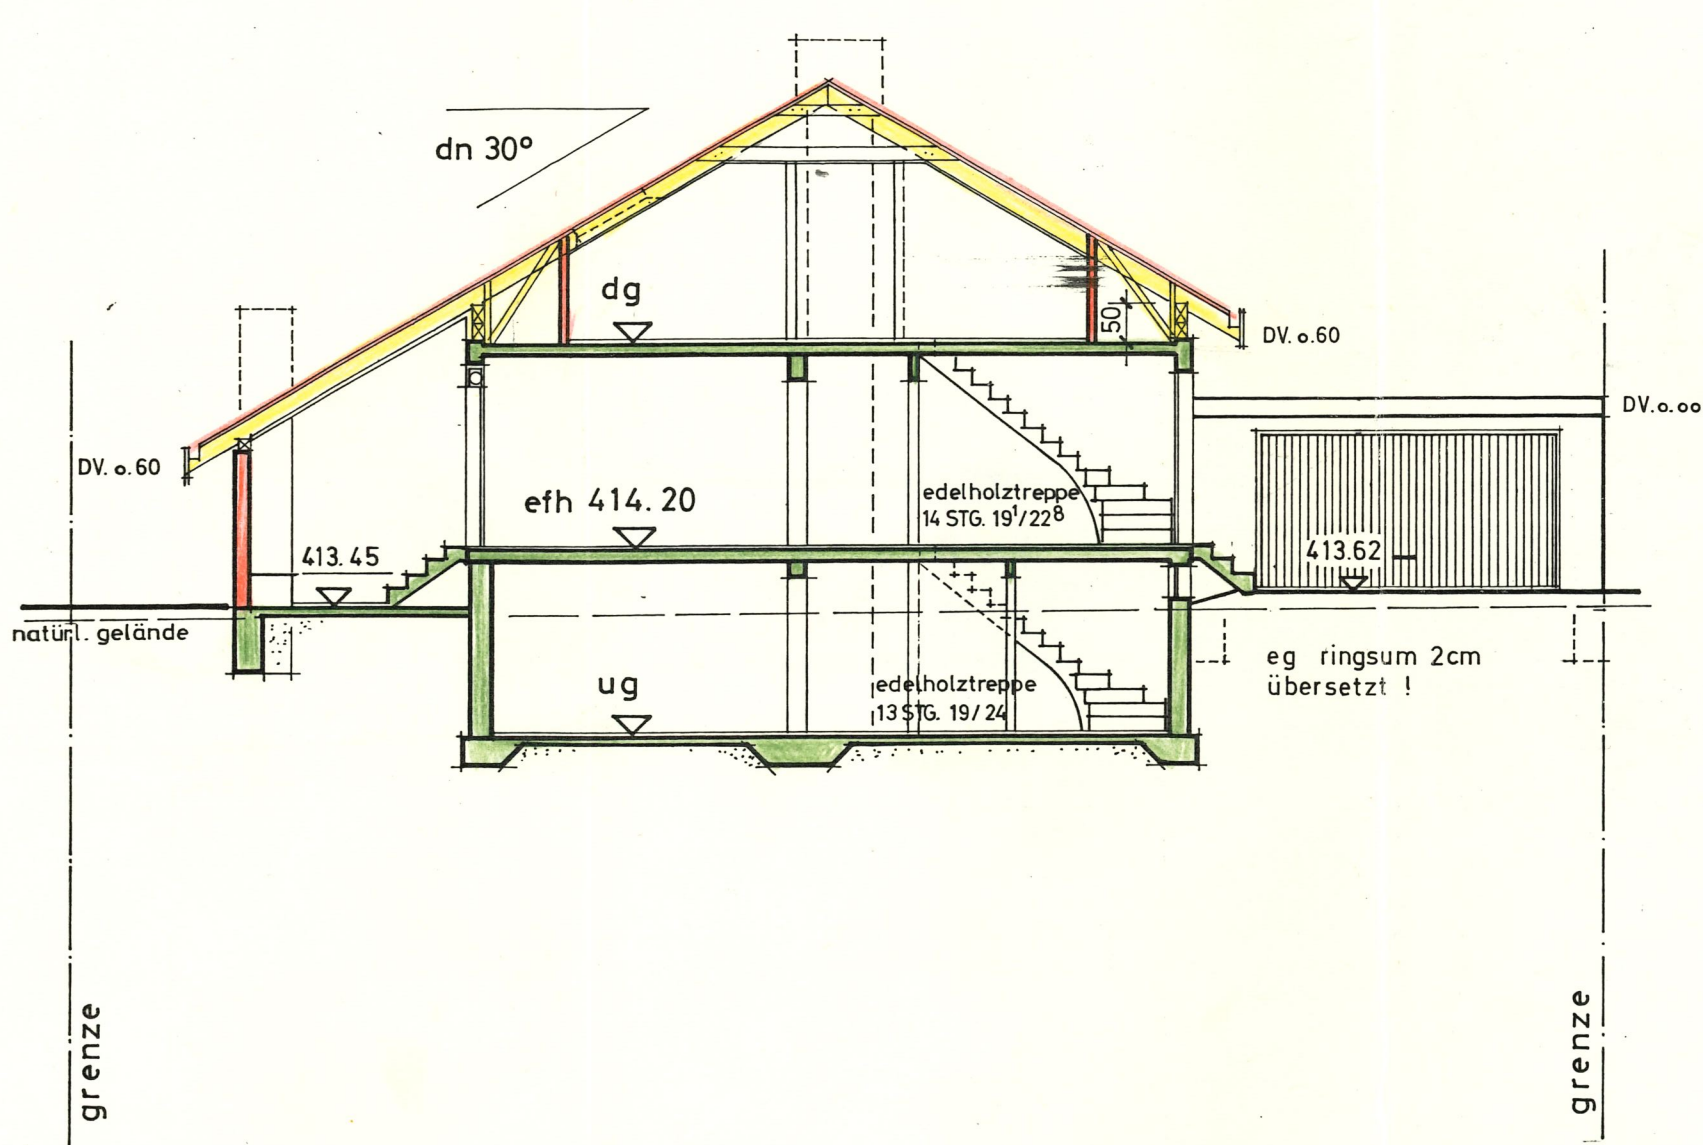 dn 30°
dg
50
DV. o.60
DV.o.oo
DV. o.60
efh 414.20
edelholztreppe
14 STG. 19¹/22⁸
413.45
413.62
natürl. gelände
ug
edelholztreppe
13 STG. 19/24
eg ringsum 2cm
übersetzt !
grenze
grenze